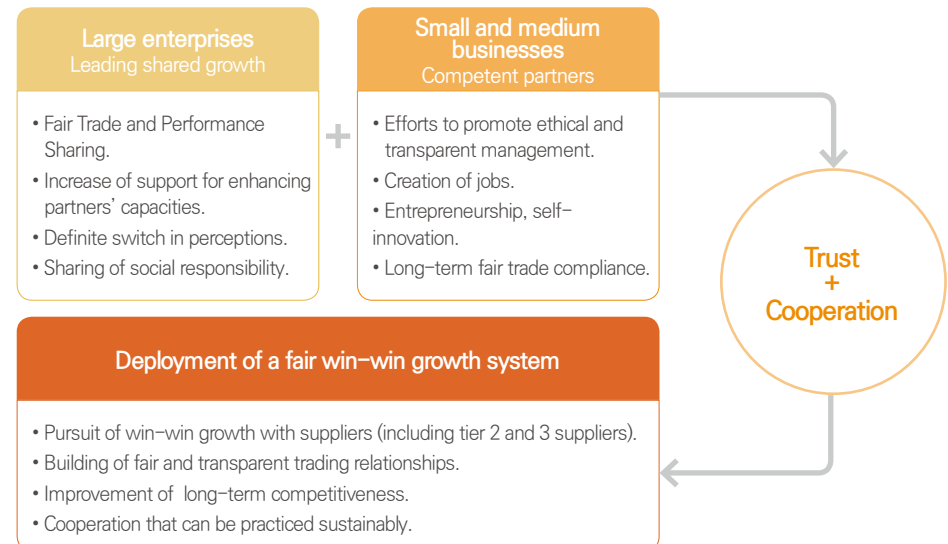 Large enterprises
Leading shared growth
• Fair Trade and Performance
Sharing.
• Increase of support for enhancing
partners’ capacities.
• Definite switch in perceptions.
• Sharing of social responsibility.
+
Small and medium
businesses
Competent partners
• Efforts to promote ethical and
transparent management.
• Creation of jobs.
• Entrepreneurship, self-
innovation.
• Long-term fair trade compliance.
Trust
+
Cooperation
Deployment of a fair win-win growth system
• Pursuit of win-win growth with suppliers (including tier 2 and 3 suppliers).
• Building of fair and transparent trading relationships.
• Improvement of long-term competitiveness.
• Cooperation that can be practiced sustainably.